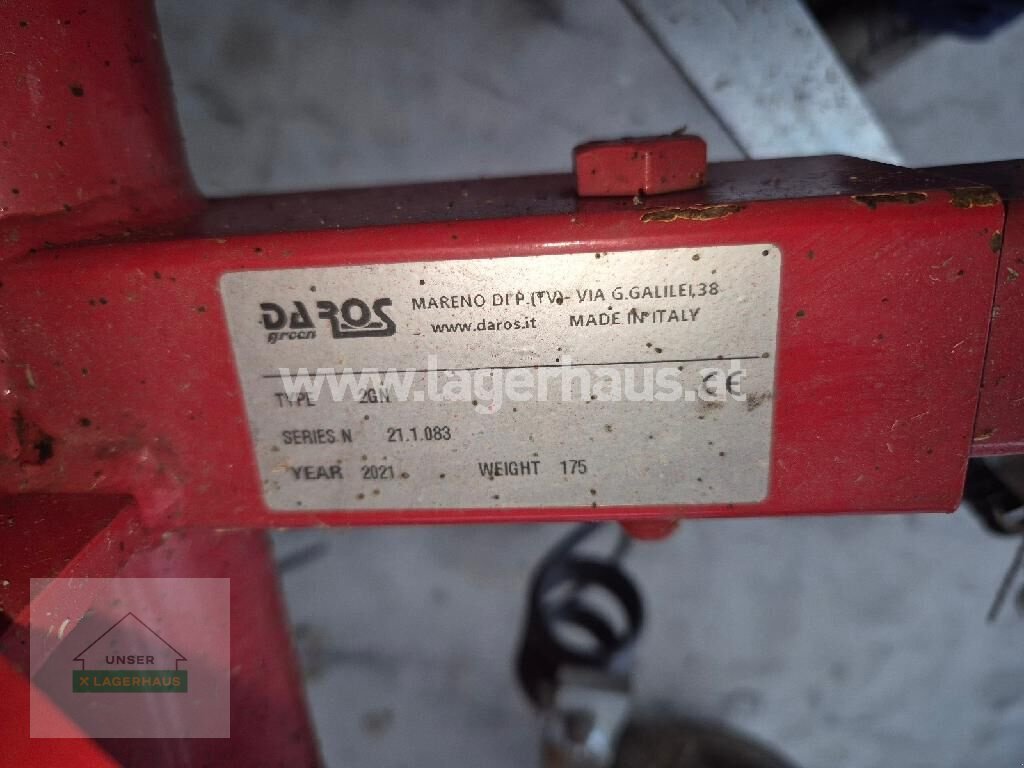 DAROS
green
MARENO DI P.(TV)- VIA G.GALILEI,38
www.daros.it MADE IN ITALY
www.lagerhaus.at
TYPE 2GN
CE
SERIES N 21.1.083
YEAR 2021 WEIGHT 175
UNSER
X LAGERHAUS